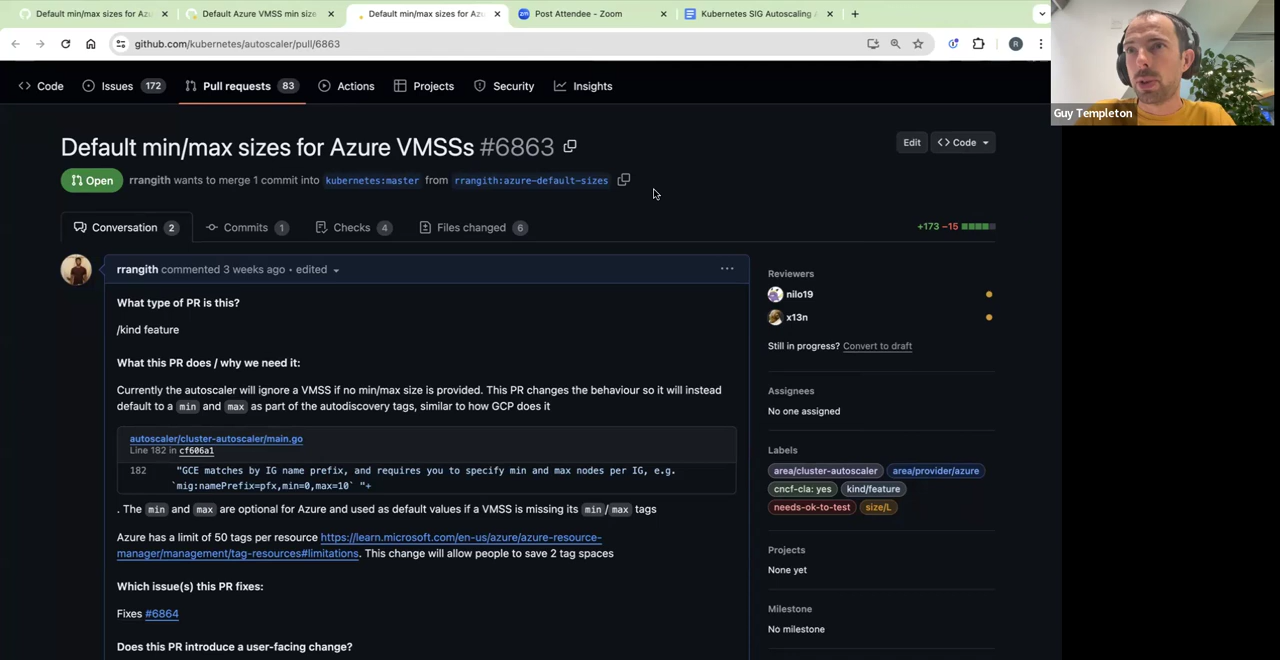 Default min/max sizes for Azu
Default Azure VMSS min size
Default min/max sizes for Azu
Post Attendee - Zoom
Kubernetes SIG Autoscaling
github.com/kubernetes/autoscaler/pull/6863
R
Code
Issues 172
Pull requests 83
Actions
Projects
Security
Insights
Guy Templeton
Default min/max sizes for Azure VMSSs #6863
Edit
<> Code
Open
rrangith wants to merge 1 commit into kubernetes:master from rrangith:azure-default-sizes
Conversation 2
Commits 1
Checks 4
Files changed 6
+173 −15
rrangith commented 3 weeks ago • edited
What type of PR is this?
/kind feature
What this PR does / why we need it:
Currently the autoscaler will ignore a VMSS if no min/max size is provided. This PR changes the behaviour so it will instead
default to a min and max as part of the autodiscovery tags, similar to how GCP does it
autoscaler/cluster-autoscaler/main.go
Line 182 in cf606a1
182 "GCE matches by IG name prefix, and requires you to specify min and max nodes per IG, e.g.
`mig:namePrefix=pfx,min=0,max=10` "+
. The min and max are optional for Azure and used as default values if a VMSS is missing its min/max tags
Azure has a limit of 50 tags per resource https://learn.microsoft.com/en-us/azure/azure-resource-
manager/management/tag-resources#limitations. This change will allow people to save 2 tag spaces
Which issue(s) this PR fixes:
Fixes #6864
Does this PR introduce a user-facing change?
Reviewers
nilo19
x13n
Still in progress? Convert to draft
Assignees
No one assigned
Labels
area/cluster-autoscaler
area/provider/azure
cncf-cla: yes
kind/feature
needs-ok-to-test
size/L
Projects
None yet
Milestone
No milestone